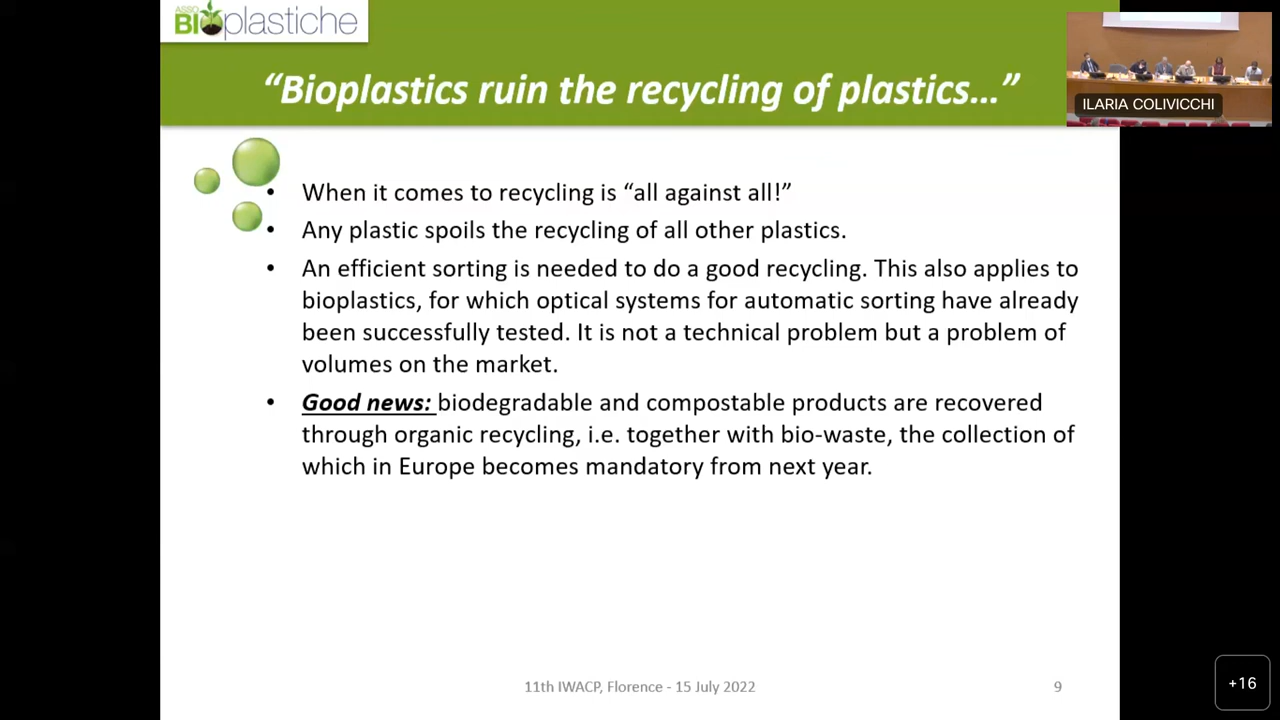 ASSO
BIOplastiche
“Bioplastics ruin the recycling of plastics...”
ILARIA COLIVICCHI
• When it comes to recycling is “all against all!”
• Any plastic spoils the recycling of all other plastics.
• An efficient sorting is needed to do a good recycling. This also applies to
bioplastics, for which optical systems for automatic sorting have already
been successfully tested. It is not a technical problem but a problem of
volumes on the market.
• Good news: biodegradable and compostable products are recovered
through organic recycling, i.e. together with bio-waste, the collection of
which in Europe becomes mandatory from next year.
11th IWACP, Florence - 15 July 2022
9
+16